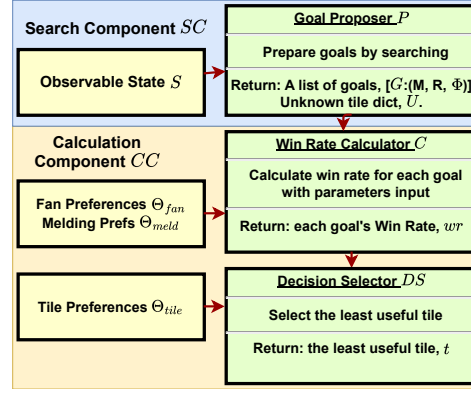 Search Component SC
Observable State S
Goal Proposer P
Prepare goals by searching
Return: A list of goals, [G:(M, R, Φ)]
Unknown tile dict, U.
Calculation
Component CC
Fan Preferences Θfan
Melding Prefs Θmeld
Win Rate Calculator C
Calculate win rate for each goal
with parameters input
Return: each goal's Win Rate, wr
Tile Preferences Θtile
Decision Selector DS
Select the least useful tile
Return: the least useful tile, t